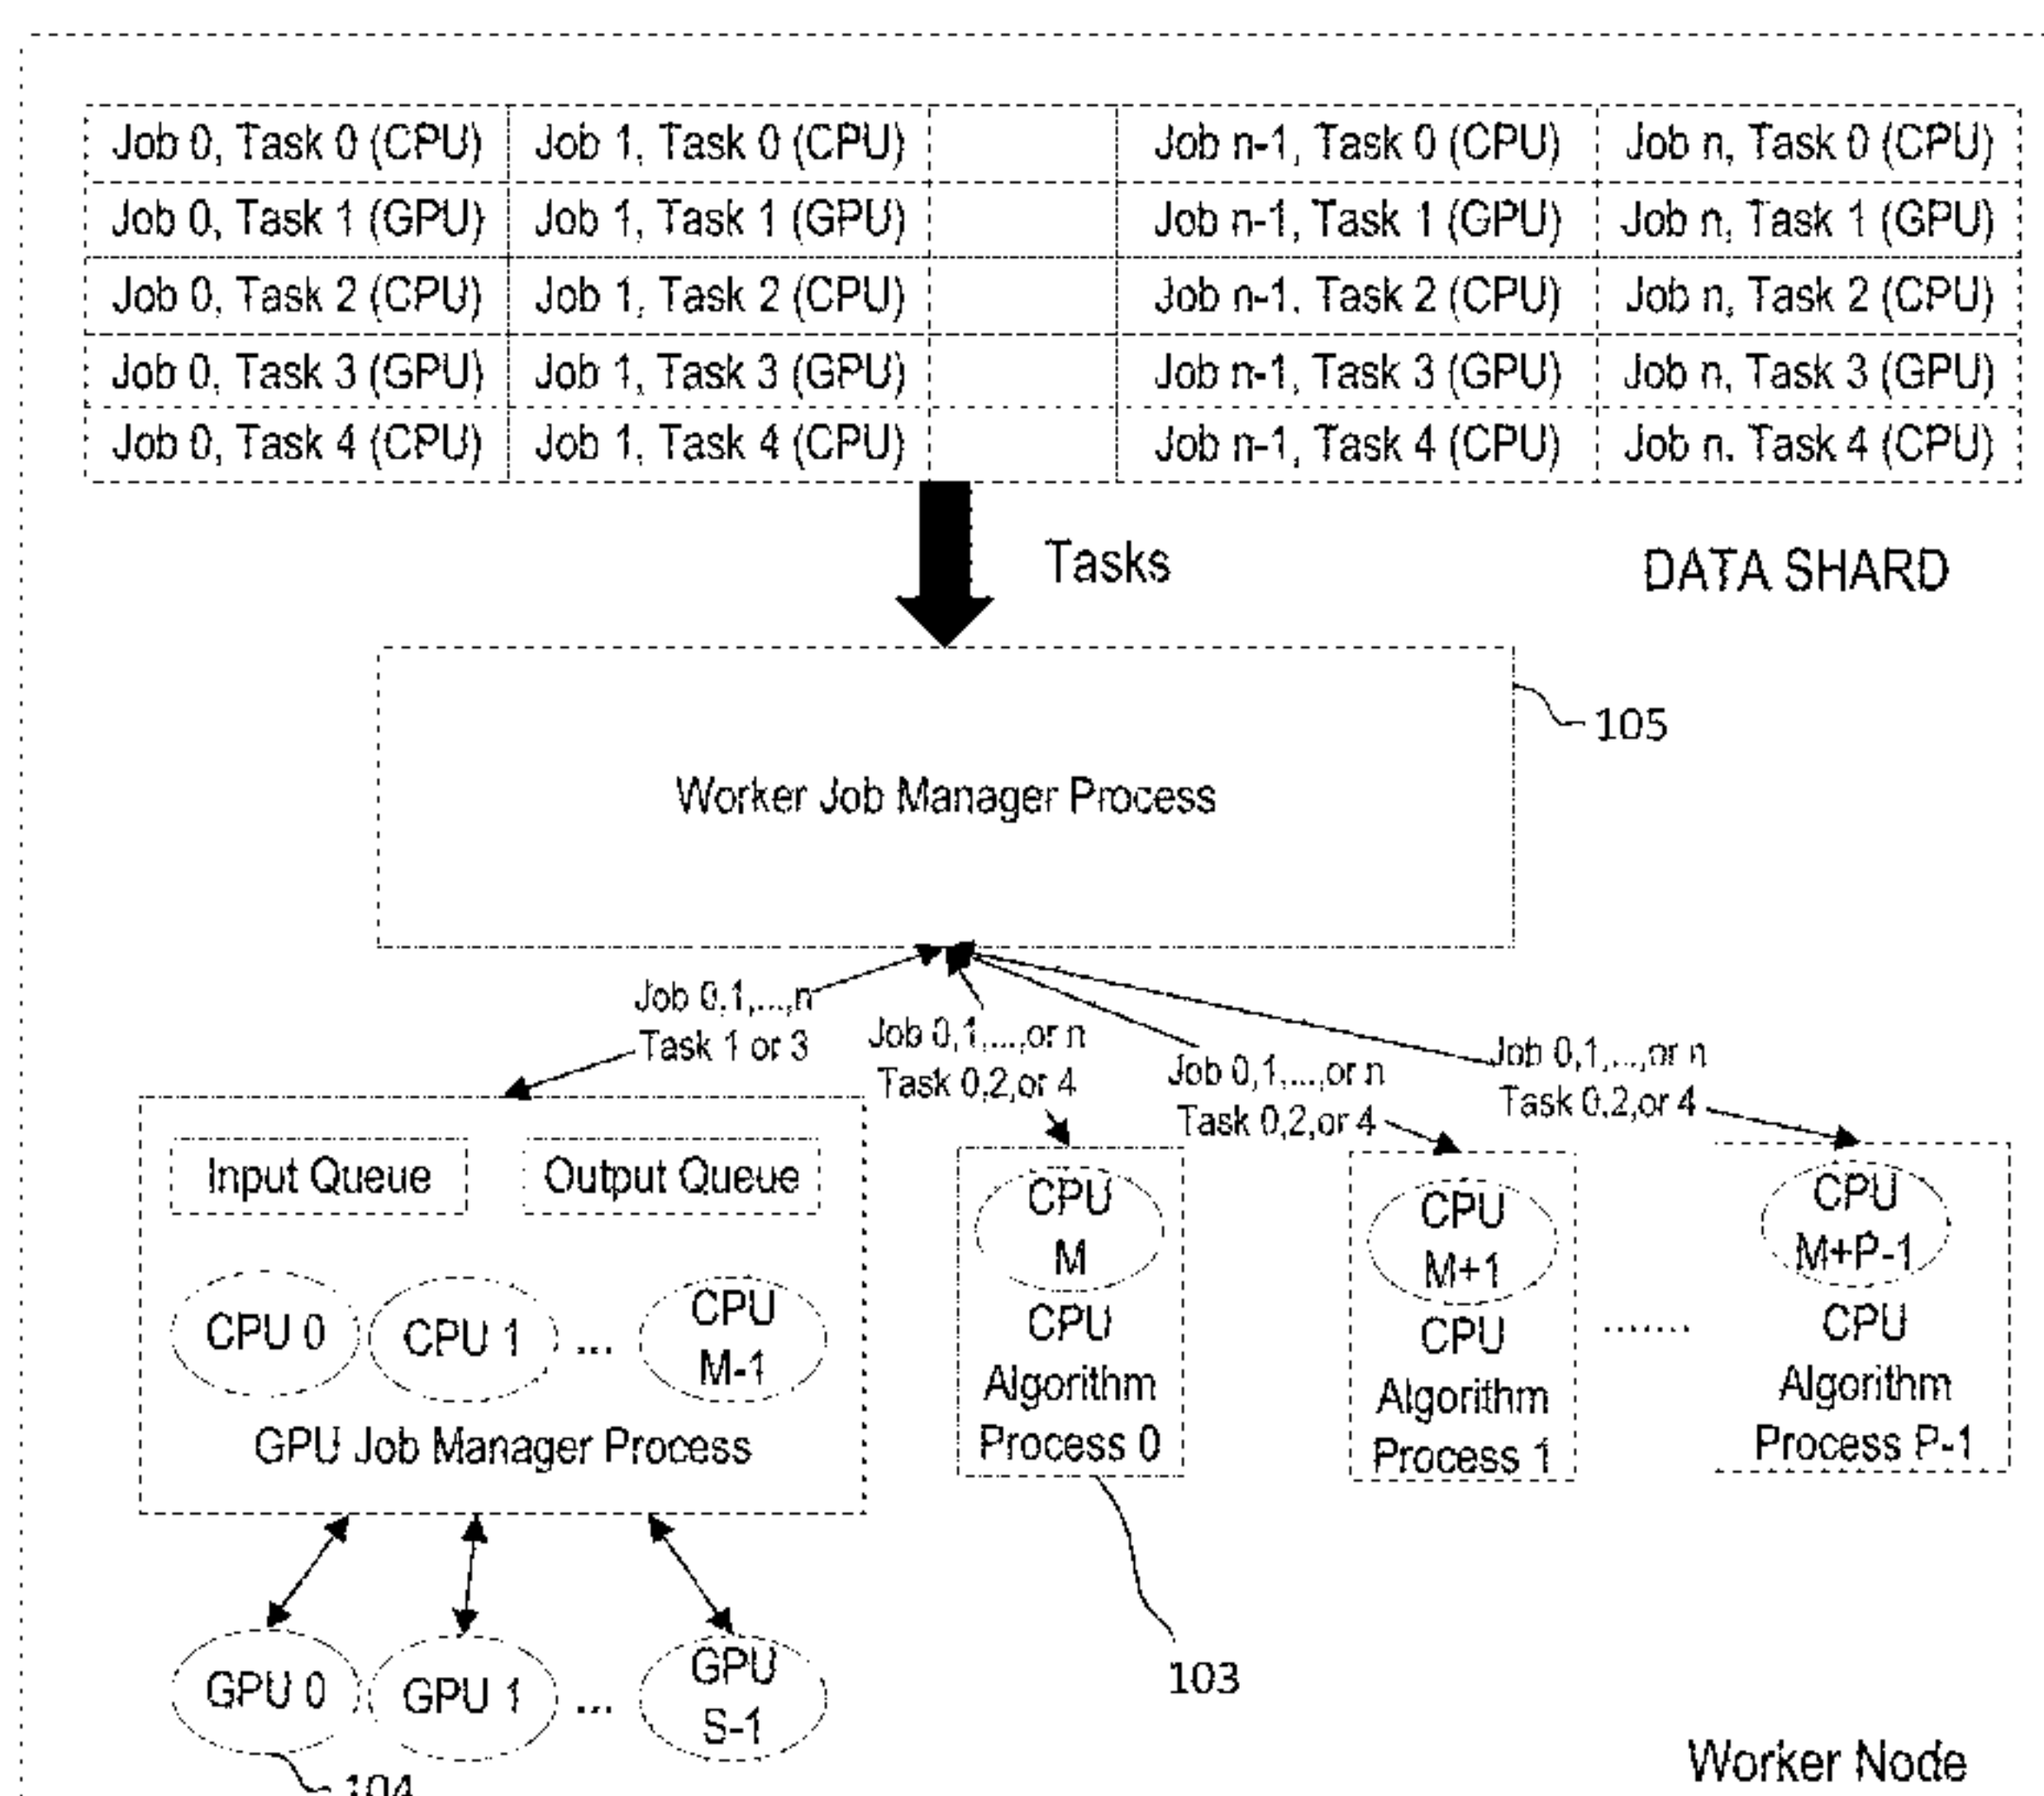 Job 0, Task 0 (CPU) Job 1, Task 0 (CPU) Job n-1, Task 0 (CPU) Job n, Task 0 (CPU)
Job 0, Task 1 (GPU) Job 1, Task 1 (GPU) Job n-1, Task 1 (GPU) Job n, Task 1 (GPU)
Job 0, Task 2 (CPU) Job 1, Task 2 (CPU) Job n-1, Task 2 (CPU) Job n, Task 2 (CPU)
Job 0, Task 3 (GPU) Job 1, Task 3 (GPU) Job n-1, Task 3 (GPU) Job n, Task 3 (GPU)
Job 0, Task 4 (CPU) Job 1, Task 4 (CPU) Job n-1, Task 4 (CPU) Job n, Task 4 (CPU)
Tasks
DATA SHARD
105
Worker Job Manager Process
Job 0,1,...,n
Task 1 or 3
Job 0,1,...,or n
Task 0,2,or 4
Job 0,1,...,or n
Task 0,2,or 4
Job 0,1,...,or n
Task 0,2,or 4
Input Queue
Output Queue
CPU 0
CPU 1
...
CPU
M-1
GPU Job Manager Process
CPU
M
CPU
Algorithm
Process 0
CPU
M+1
CPU
Algorithm
Process 1
.......
CPU
M+P-1
CPU
Algorithm
Process P-1
GPU 0
GPU 1
...
GPU
S-1
103
104
Worker Node